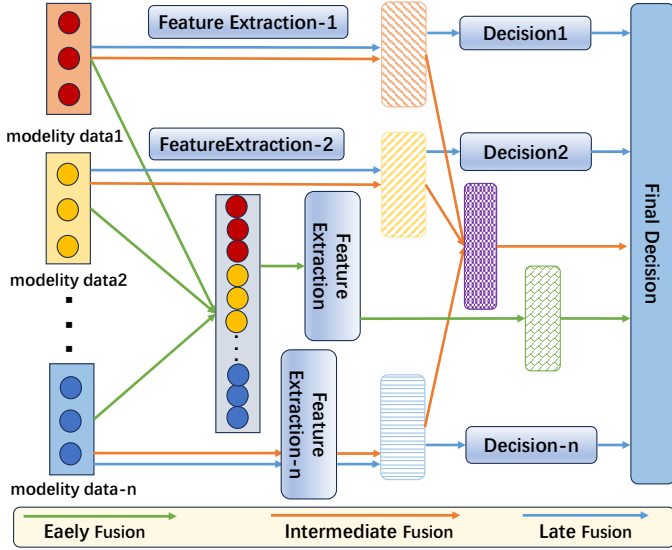 Feature Extraction-1
Decision1
modelity data1
FeatureExtraction-2
Decision2
modelity data2
Feature
Extraction
Final Decision
Feature
Extraction-n
Decision-n
modelity data-n
Eaely Fusion
Intermediate Fusion
Late Fusion